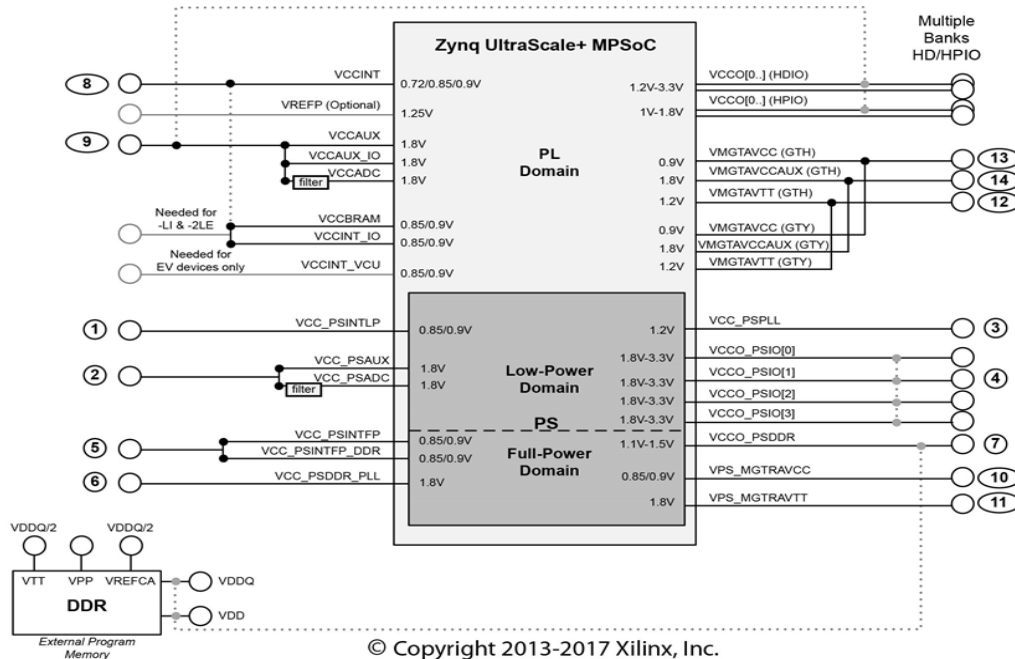 Zynq UltraScale+ MPSoC
Multiple
Banks
HD/HPIO
8
VCCINT
0.72/0.85/0.9V
VREFP (Optional)
1.25V
9
VCCAUX
1.8V
VCCAUX_IO
1.8V
VCCADC
filter
1.8V
Needed for
-LI & -2LE
VCCBRAM
0.85/0.9V
VCCINT_IO
0.85/0.9V
Needed for
EV devices only
VCCINT_VCU
0.85/0.9V
PL
Domain
1.2V-3.3V
VCCO[0..] (HDIO)
1V-1.8V
VCCO[0..] (HPIO)
0.9V
VMGTAVCC (GTH)
13
1.8V
VMGTAVCCAUX (GTH)
14
1.2V
VMGTAVTT (GTH)
12
0.9V
VMGTAVCC (GTY)
1.8V
VMGTAVCCAUX (GTY)
1.2V
VMGTAVTT (GTY)
1
VCC_PSINTLP
0.85/0.9V
2
VCC_PSAUX
1.8V
VCC_PSADC
filter
1.8V
Low-Power
Domain
PS
Full-Power
Domain
5
VCC_PSINTFP
0.85/0.9V
VCC_PSINTFP_DDR
0.85/0.9V
6
VCC_PSDDR_PLL
1.8V
1.2V
VCC_PSPLL
3
1.8V-3.3V
VCCO_PSIO[0]
1.8V-3.3V
VCCO_PSIO[1]
4
1.8V-3.3V
VCCO_PSIO[2]
1.8V-3.3V
VCCO_PSIO[3]
1.1V-1.5V
VCCO_PSDDR
7
0.85/0.9V
VPS_MGTRAVCC
10
1.8V
VPS_MGTRAVTT
11
VDDQ/2
VDDQ/2
VTT
VPP
VREFCA
DDR
VDDQ
VDD
External Program
Memory
© Copyright 2013-2017 Xilinx, Inc.